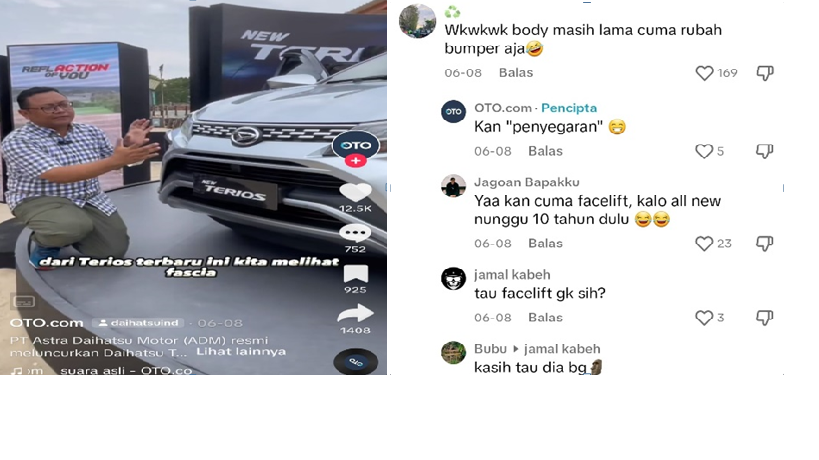 REFLACTION
OF YOU
NEW
TERIOS
NEW
TERIOS
OTO
12.5K
752
925
1408
dari Terios terbaru ini kita melihat
fascia
OTO.com daihatsuind · 06-08
PT Astra Daihatsu Motor (ADM) resmi
meluncurkan Daihatsu T... Lihat lainnya
suara asli - OTO.co
Wkwkwk body masih lama cuma rubah
bumper aja🤣
06-08 Balas 169
OTO
OTO.com · Pencipta
Kan "penyegaran" 😁
06-08 Balas 5
Jagoan Bapakku
Yaa kan cuma facelift, kalo all new
nunggu 10 tahun dulu 😂😂
06-08 Balas 23
jamal kabeh
tau facelift gk sih?
06-08 Balas 3
Bubu ▸ jamal kabeh
kasih tau dia bg🗿